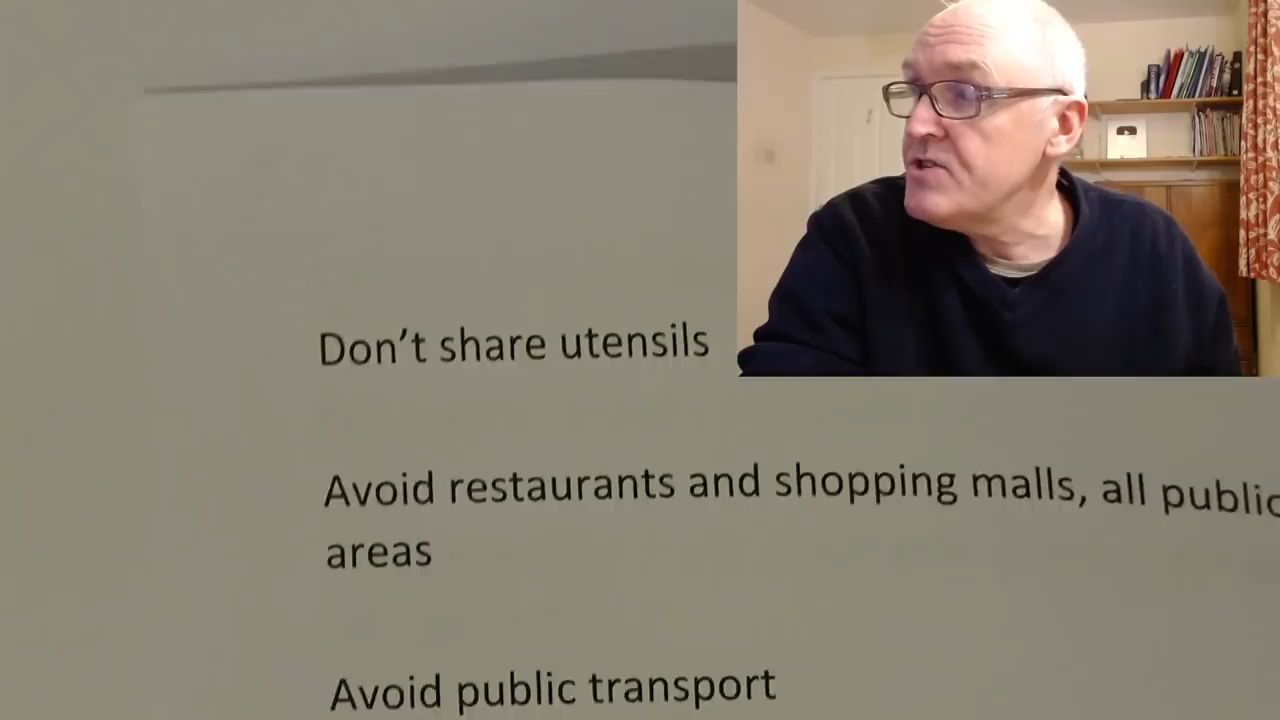 Don't share utensils
Avoid restaurants and shopping malls, all public
areas
Avoid public transport